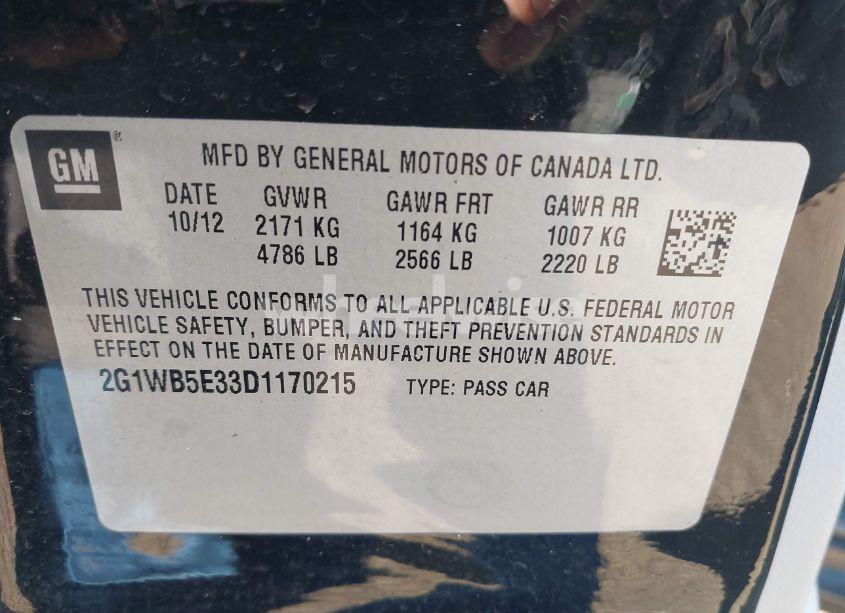 GM
MFD BY GENERAL MOTORS OF CANADA LTD.
DATE GVWR GAWR FRT GAWR RR
10/12 2171 KG 1164 KG 1007 KG
4786 LB 2566 LB 2220 LB
THIS VEHICLE CONFORMS TO ALL APPLICABLE U.S. FEDERAL MOTOR
VEHICLE SAFETY, BUMPER, AND THEFT PREVENTION STANDARDS IN
EFFECT ON THE DATE OF MANUFACTURE SHOWN ABOVE.
2G1WB5E33D1170215 TYPE: PASS CAR